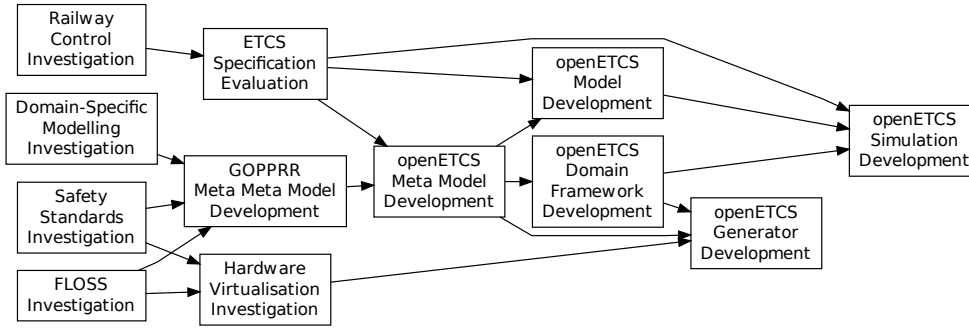 Railway
Control
Investigation
ETCS
Specification
Evaluation
Domain-Specific
Modelling
Investigation
Safety
Standards
Investigation
FLOSS
Investigation
GOPPRR
Meta Meta Model
Development
Hardware
Virtualisation
Investigation
openETCS
Meta Model
Development
openETCS
Model
Development
openETCS
Domain
Framework
Development
openETCS
Generator
Development
openETCS
Simulation
Development